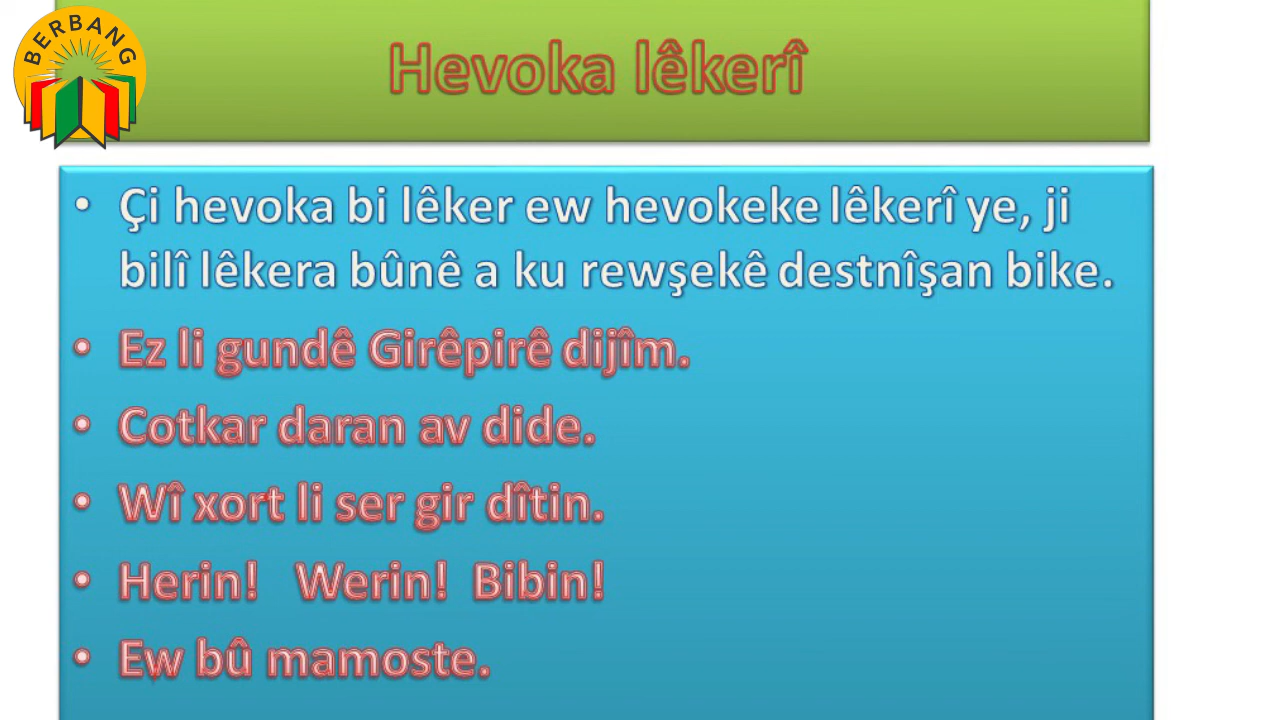 BERBANG
Hevoka lêkerî
• Çi hevoka bi lêker ew hevokeke lêkerî ye, ji
bilî lêkera bûnê a ku rewşekê destnîşan bike.
• Ez li gundê Girêpirê dijîm.
• Cotkar daran av dide.
• Wî xort li ser gir dîtin.
• Herin! Werin! Bibin!
• Ew bû mamoste.